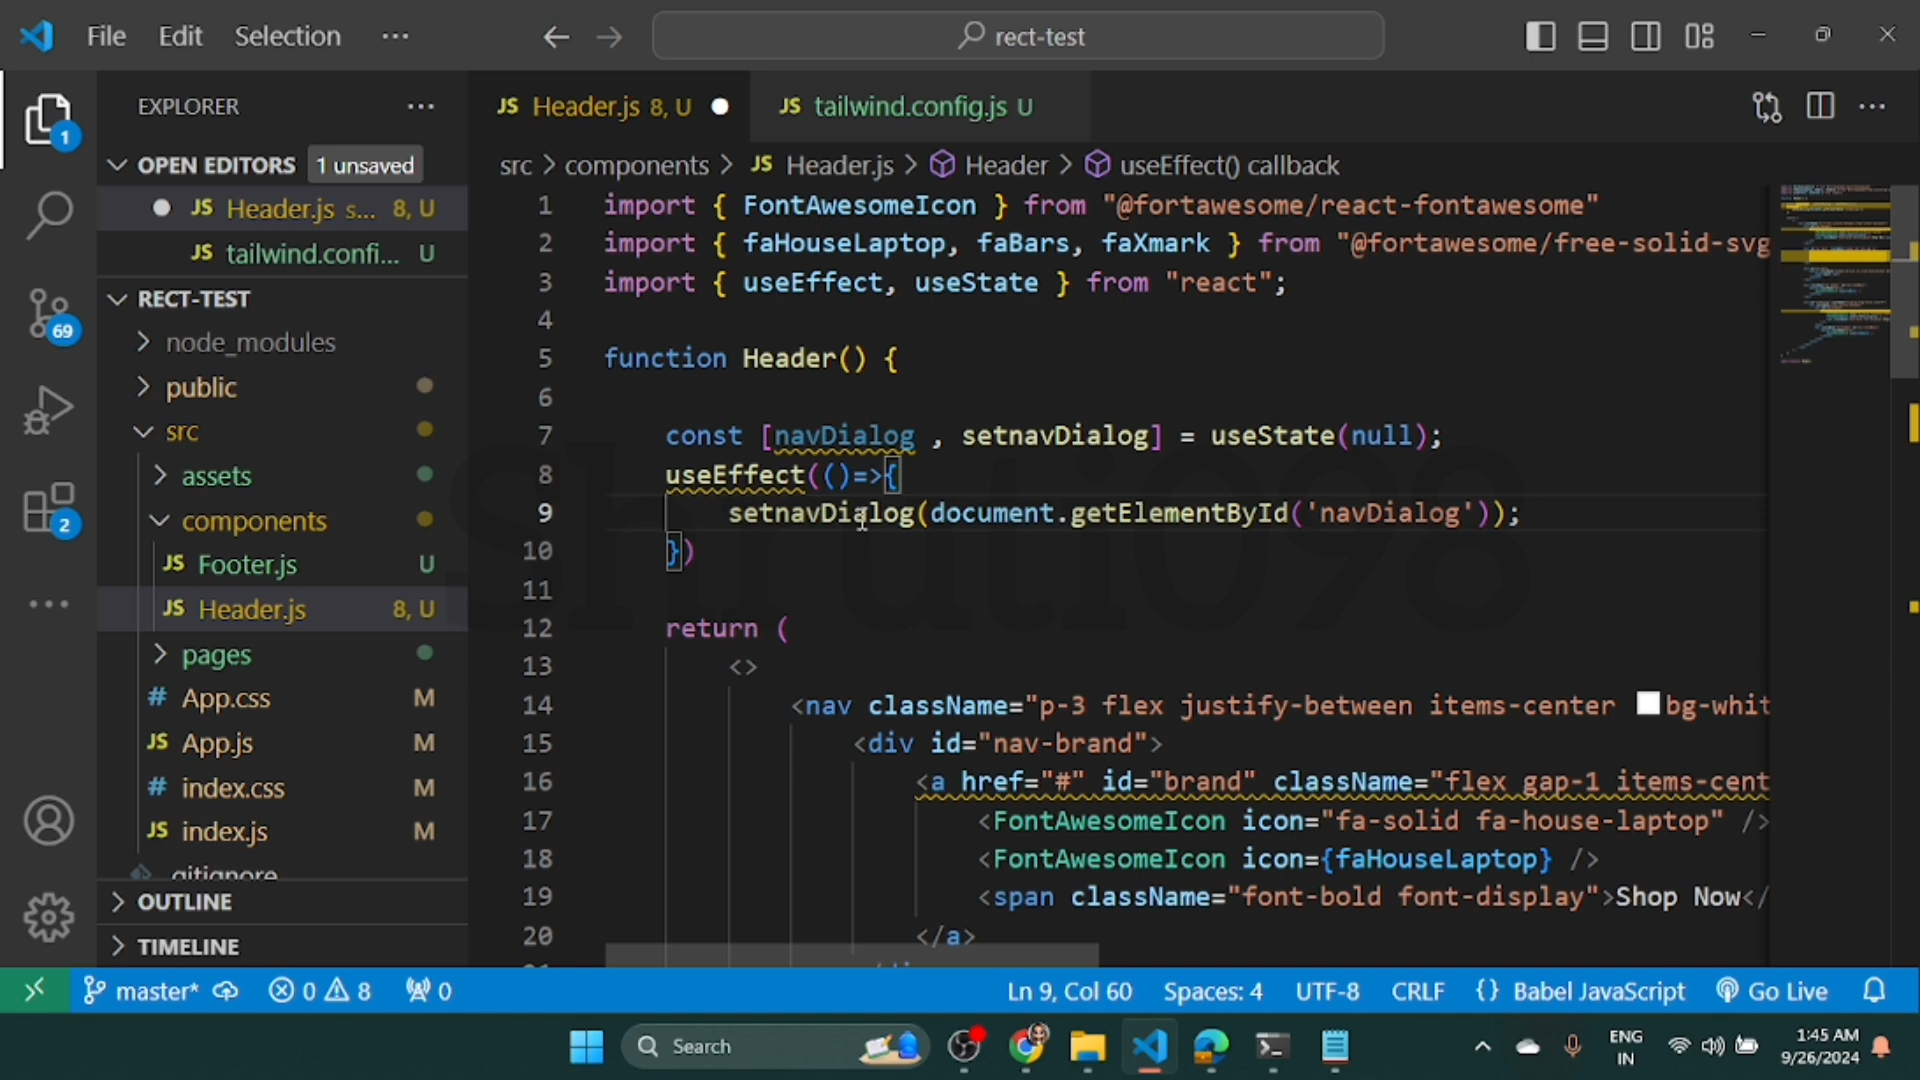 File Edit Selection ...
rect-test
EXPLORER
OPEN EDITORS 1 unsaved
JS Header.js s... 8, U
JS tailwind.confi... U
RECT-TEST
node_modules
public
src
assets
components
JS Footer.js U
JS Header.js 8, U
pages
# App.css M
JS App.js M
# index.css M
JS index.js M
.gitignore
OUTLINE
TIMELINE
1
69
2
JS Header.js 8, U
JS tailwind.config.js U
src > components > JS Header.js > Header > useEffect() callback
1 import { FontAwesomeIcon } from "@fortawesome/react-fontawesome"
2 import { faHouseLaptop, faBars, faXmark } from "@fortawesome/free-solid-svg
3 import { useEffect, useState } from "react";
4
5 function Header() {
6
7 const [navDialog , setnavDialog] = useState(null);
8 useEffect(()=>{
9 setnavDialog(document.getElementById('navDialog'));
10 })
11
12 return (
13 <>
14 <nav className="p-3 flex justify-between items-center bg-whit
15 <div id="nav-brand">
16 <a href="#" id="brand" className="flex gap-1 items-cent
17 <FontAwesomeIcon icon="fa-solid fa-house-laptop" />
18 <FontAwesomeIcon icon={faHouseLaptop} />
19 <span className="font-bold font-display">Shop Now</
20 </a>
Shruti098
master* 0 8 0
Ln 9, Col 60 Spaces: 4 UTF-8 CRLF {} Babel JavaScript Go Live
Search
ENG
IN
1:45 AM
9/26/2024